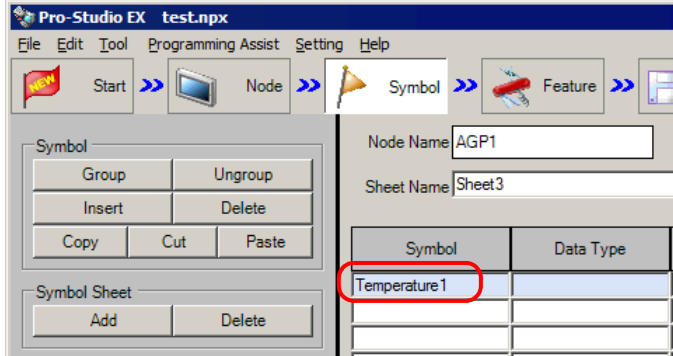 Pro-Studio EX test.npx
File Edit Tool Programming Assist Setting Help
NEW Start Node Symbol Feature
Symbol
Group Ungroup
Insert Delete
Copy Cut Paste
Symbol Sheet
Add Delete
Node Name AGP1
Sheet Name Sheet3
Symbol Data Type
Temperature1